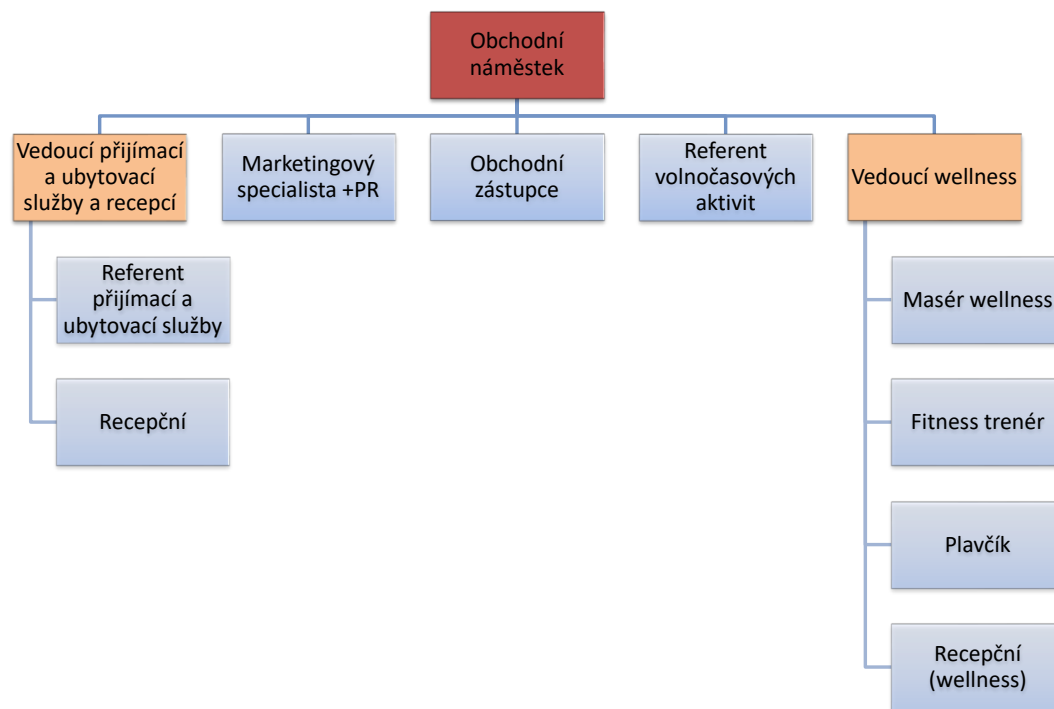 Obchodní
náměstek
Vedoucí přijímací
a ubytovací
služby a recepcí
Marketingový
specialista +PR
Obchodní
zástupce
Referent
volnočasových
aktivit
Vedoucí wellness
Referent
přijímací a
ubytovací služby
Recepční
Masér wellness
Fitness trenér
Plavčík
Recepční
(wellness)